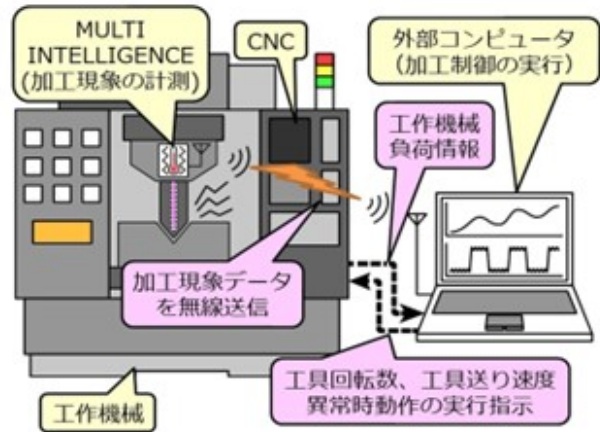 MULTI
INTELLIGENCE
(加工現象の計測)
CNC
外部コンピュータ
(加工制御の実行)
工作機械
負荷情報
加工現象データ
を無線送信
工具回転数、工具送り速度
異常時動作の実行指示
工作機械